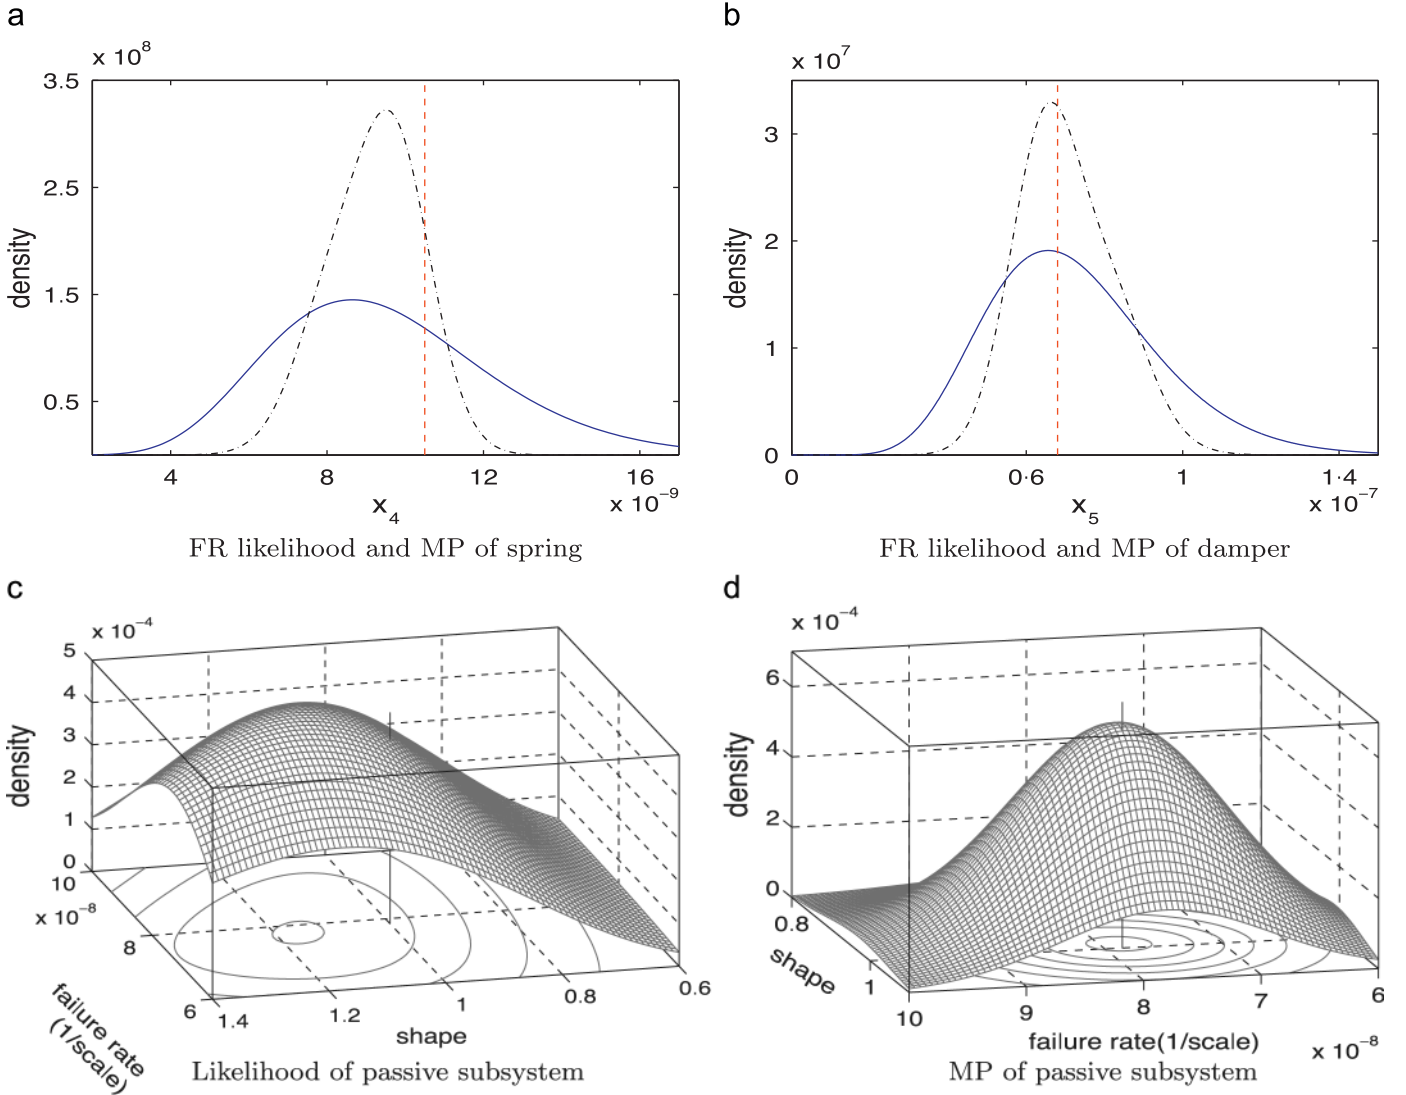 a
b
x 10⁸
x 10⁷
3.5
2.5
1.5
0.5
density
4 8 12 16
x 10⁻⁹
x₄
3
2
1
0
density
0 0·6 1 1·4
x 10⁻⁷
x₅
FR likelihood and MP of spring
FR likelihood and MP of damper
c
d
x 10⁻⁴
5
4
3
2
1
0
density
10
x 10⁻⁸
8
6
failure rate
(1/scale)
1.4 1.2 1 0.8 0.6
shape
x 10⁻⁴
6
4
2
0
density
0.8
1
shape
10 9 8 7 6
failure rate(1/scale)
x 10⁻⁸
Likelihood of passive subsystem
MP of passive subsystem